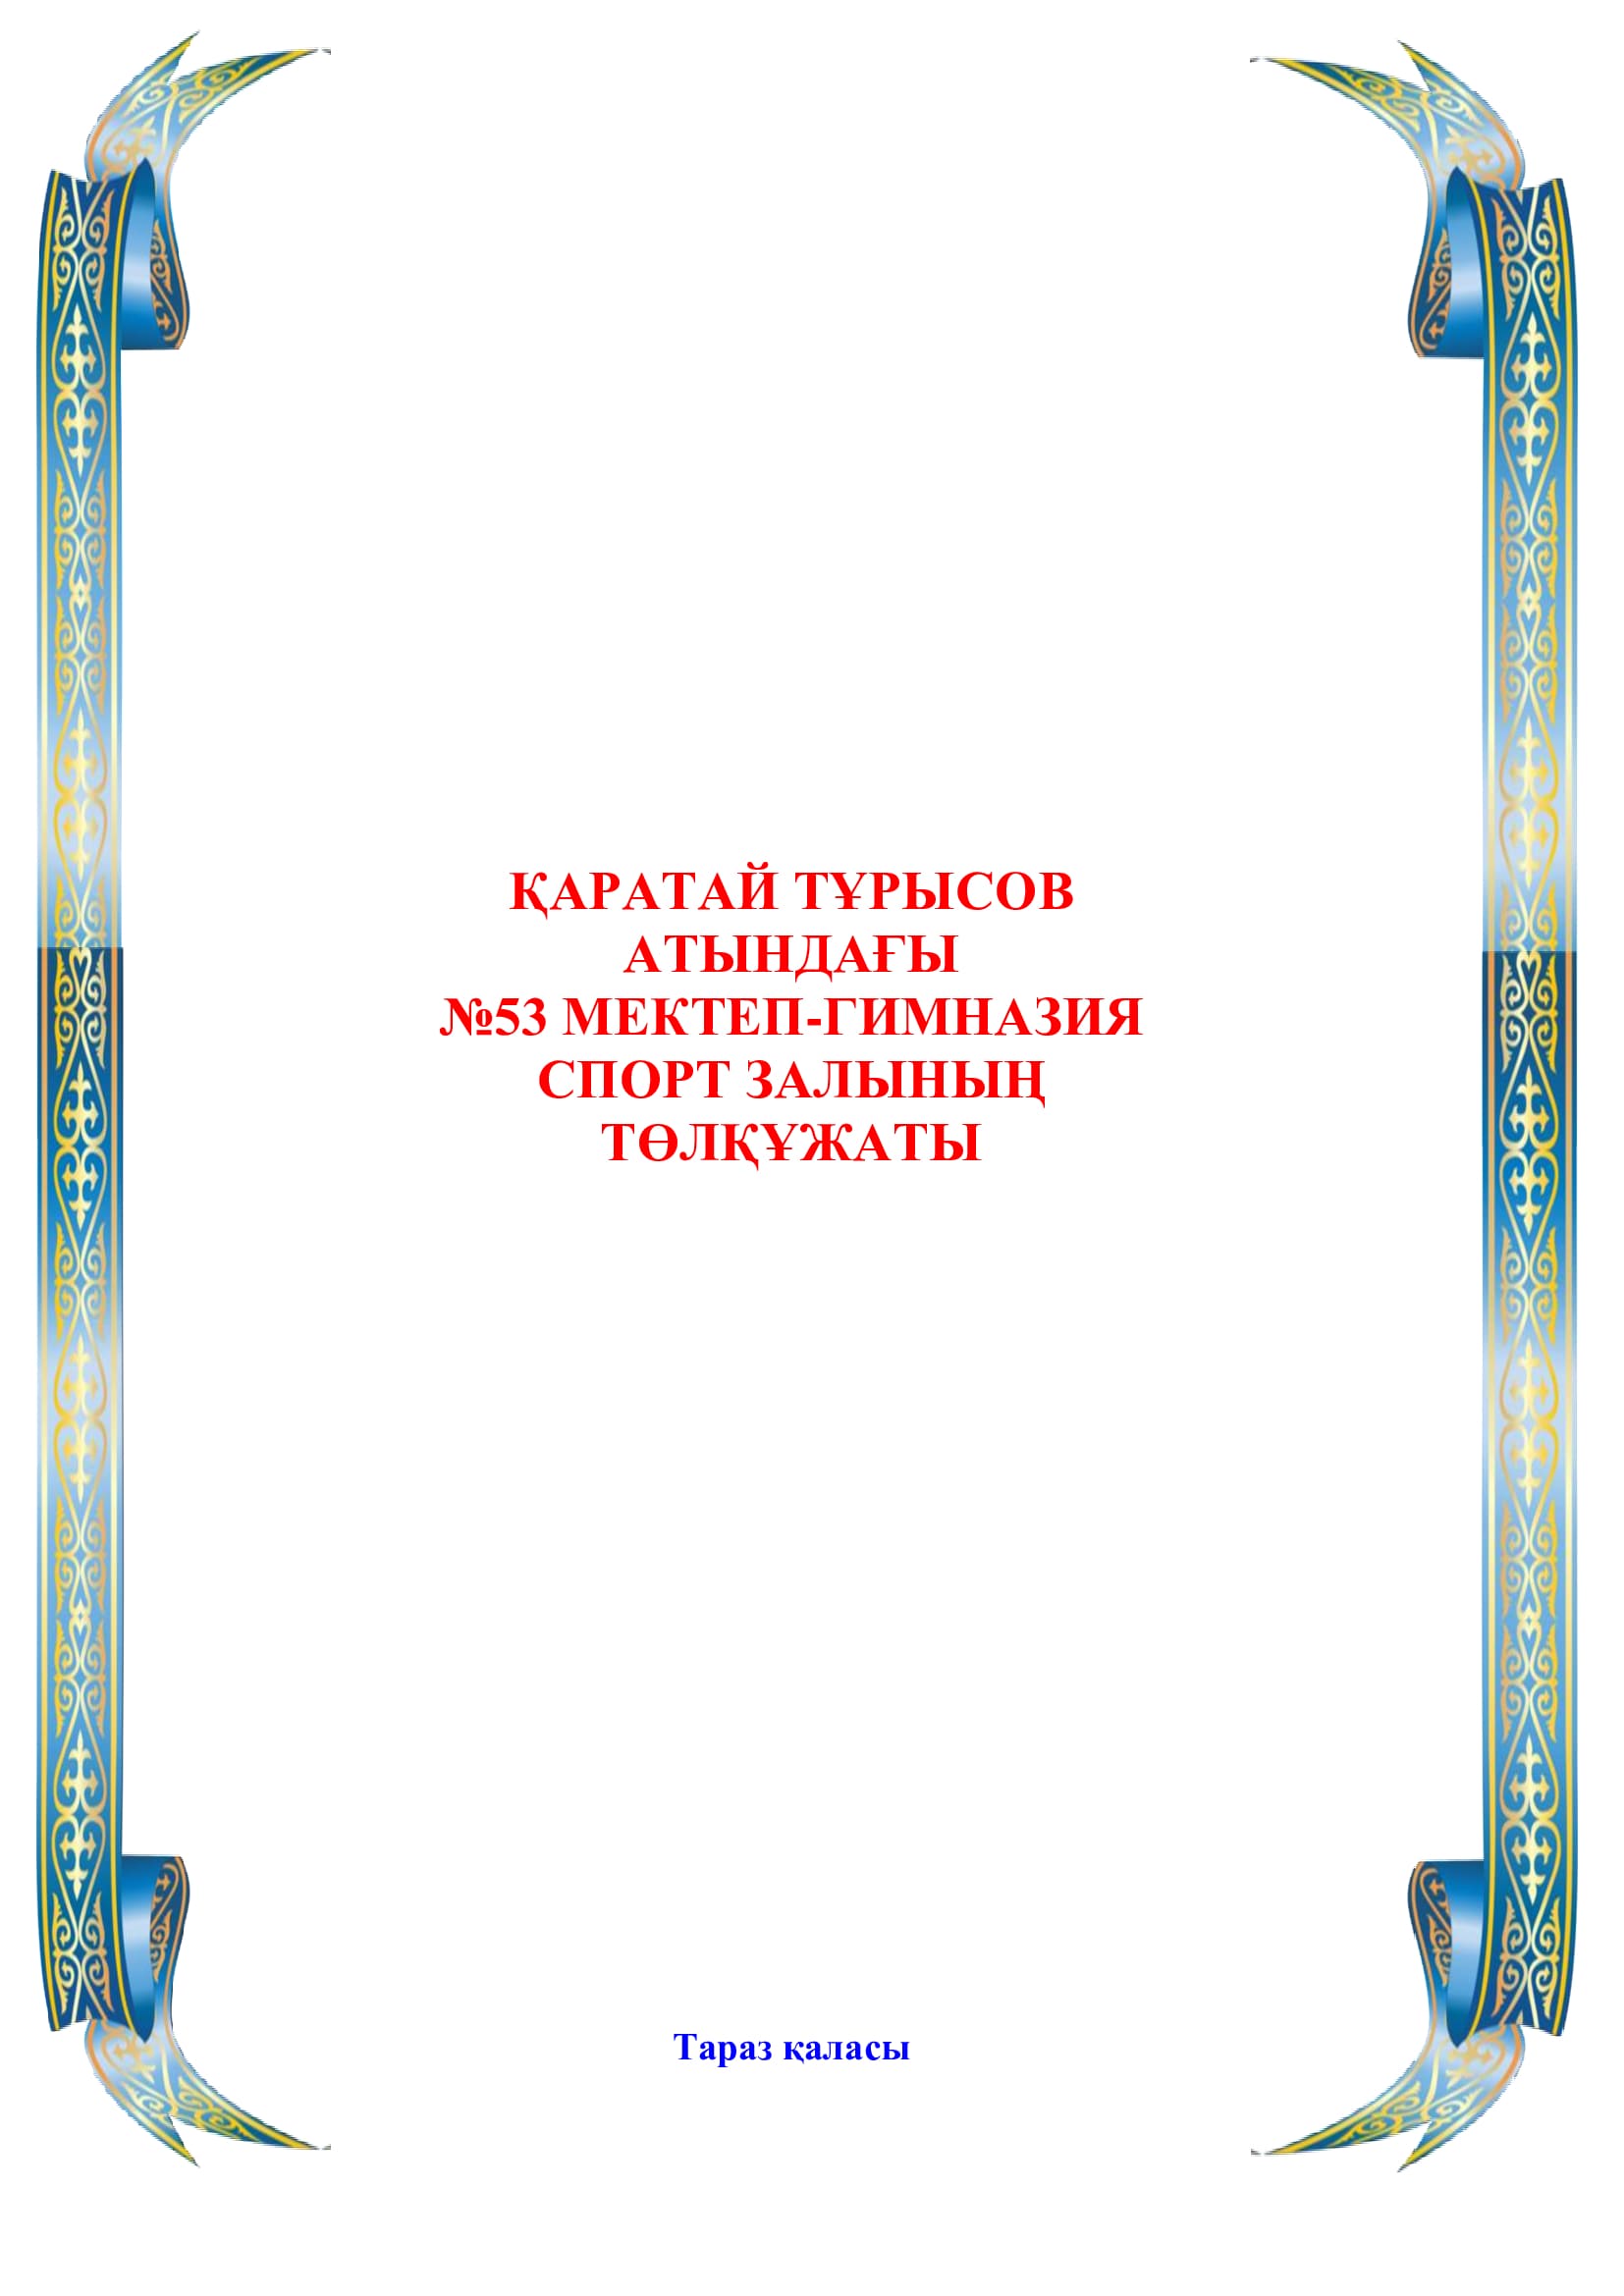 ҚАРАТАЙ ТҰРЫСОВ
АТЫНДАҒЫ
№53 МЕКТЕП-ГИМНАЗИЯ
СПОРТ ЗАЛЫНЫҢ
ТӨЛҚҰЖАТЫ
Тараз қаласы